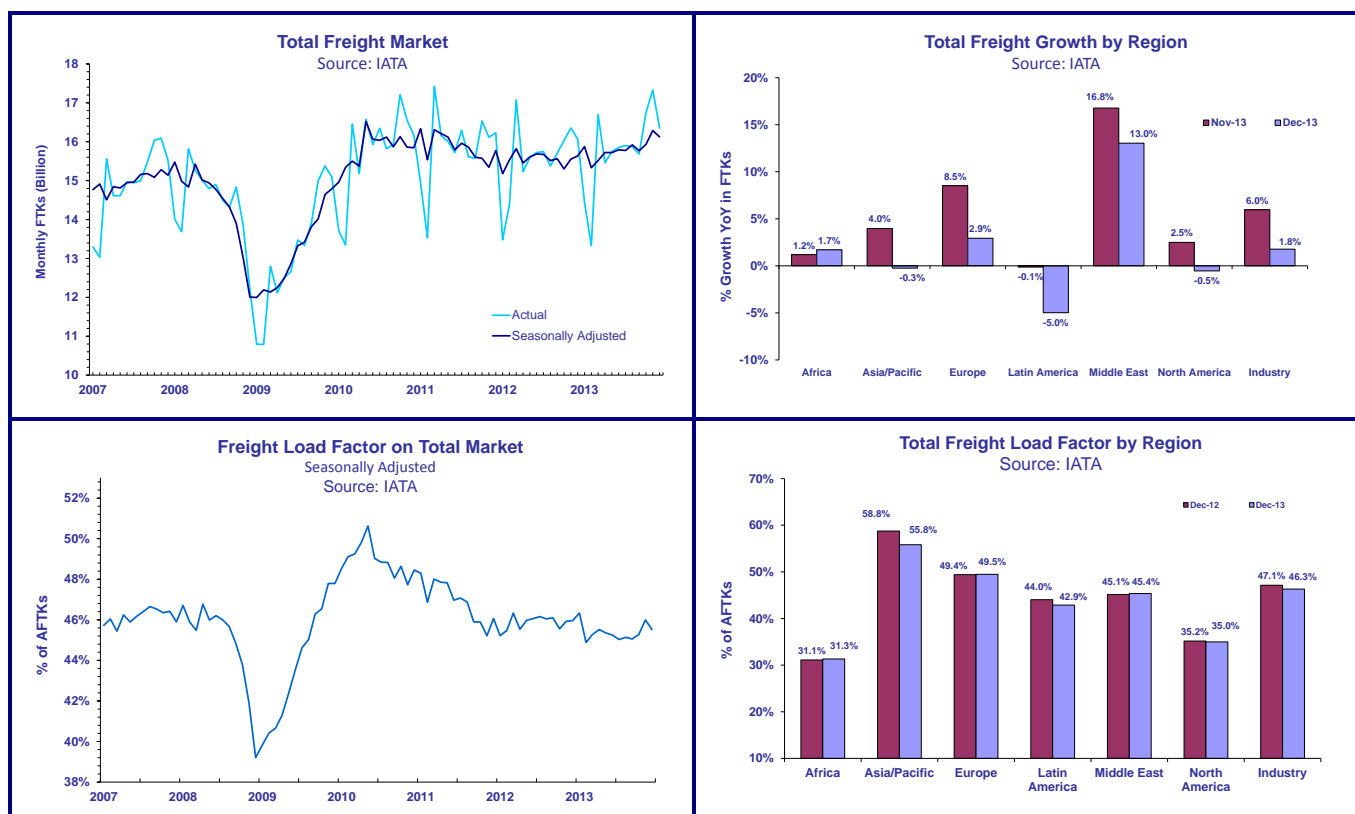 Total Freight Market
Source: IATA
Monthly FTKs (Billion)
18
17
16
15
14
13
12
11
10
Actual
Seasonally Adjusted
2007 2008 2009 2010 2011 2012 2013
Total Freight Growth by Region
Source: IATA
% Growth YoY in FTKs
20%
15%
10%
5%
0%
-5%
-10%
Nov-13 Dec-13
1.2% 1.7%
4.0% -0.3%
8.5% 2.9%
-0.1% -5.0%
16.8% 13.0%
2.5% -0.5%
6.0% 1.8%
Africa Asia/Pacific Europe Latin America Middle East North America Industry
Freight Load Factor on Total Market
Seasonally Adjusted
Source: IATA
% of AFTKs
52%
50%
48%
46%
44%
42%
40%
38%
2007 2008 2009 2010 2011 2012 2013
Total Freight Load Factor by Region
Source: IATA
% of AFTKs
70%
60%
50%
40%
30%
20%
10%
Dec-12 Dec-13
31.1% 31.3%
58.8% 55.8%
49.4% 49.5%
44.0% 42.9%
45.1% 45.4%
35.2% 35.0%
47.1% 46.3%
Africa Asia/Pacific Europe Latin Middle East North Industry
America America